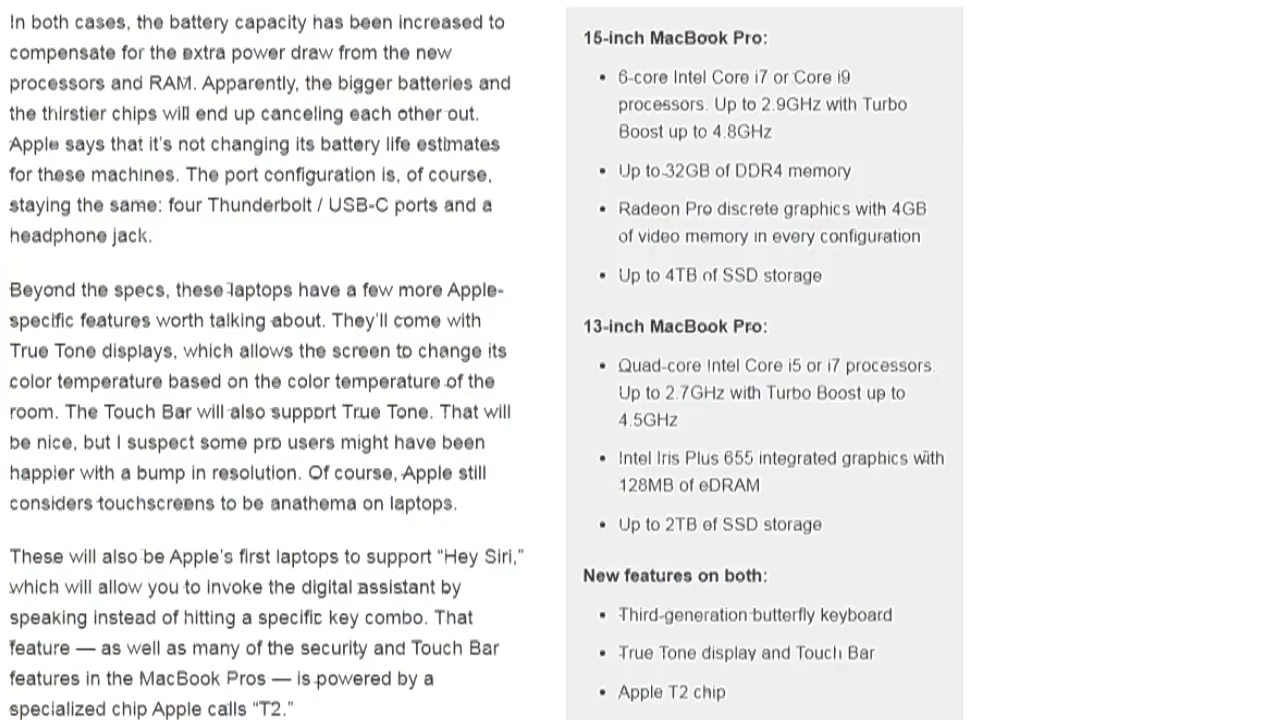 In both cases, the battery capacity has been increased to
compensate for the extra power draw from the new
processors and RAM. Apparently, the bigger batteries and
the thirstier chips will end up canceling each other out.
Apple says that it's not changing its battery life estimates
for these machines. The port configuration is, of course,
staying the same: four Thunderbolt / USB-C ports and a
headphone jack.
Beyond the specs, these laptops have a few more Apple-
specific features worth talking about. They'll come with
True Tone displays, which allows the screen to change its
color temperature based on the color temperature of the
room. The Touch Bar will also support True Tone. That will
be nice, but I suspect some pro users might have been
happier with a bump in resolution. Of course, Apple still
considers touchscreens to be anathema on laptops.
These will also be Apple's first laptops to support “Hey Siri,”
which will allow you to invoke the digital assistant by
speaking instead of hitting a specific key combo. That
feature — as well as many of the security and Touch Bar
features in the MacBook Pros — is powered by a
specialized chip Apple calls “T2.”
15-inch MacBook Pro:
• 6-core Intel Core i7 or Core i9
processors. Up to 2.9GHz with Turbo
Boost up to 4.8GHz
• Up to 32GB of DDR4 memory
• Radeon Pro discrete graphics with 4GB
of video memory in every configuration
• Up to 4TB of SSD storage
13-inch MacBook Pro:
• Quad-core Intel Core i5 or i7 processors.
Up to 2.7GHz with Turbo Boost up to
4.5GHz
• Intel Iris Plus 655 integrated graphics with
128MB of eDRAM
• Up to 2TB of SSD storage
New features on both:
• Third-generation butterfly keyboard
• True Tone display and Touch Bar
• Apple T2 chip